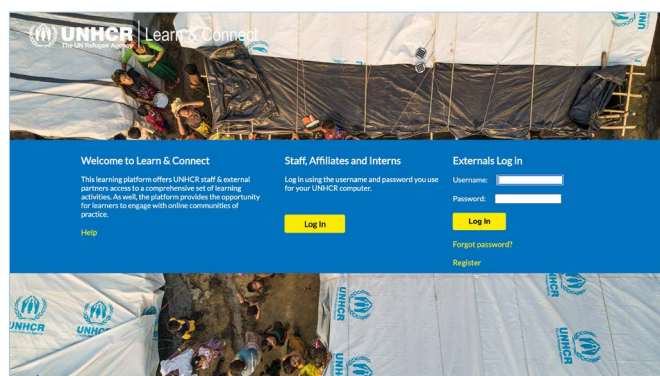 UNHCR Learn & Connect
The UN Refugee Agency
UNHCR
Welcome to Learn & Connect
This learning platform offers UNHCR staff & external
partners access to a comprehensive set of learning
activities. As well, the platform provides the opportunity
for learners to engage with online communities of
practice.
Help
Staff, Affiliates and Interns
Log in using the username and password you use
for your UNHCR computer.
Log In
Externals Log in
Username:
Password:
Log In
Forgot password?
Register
UNHCR
UNHCR
UNHCR
UNHCR
UNHCR